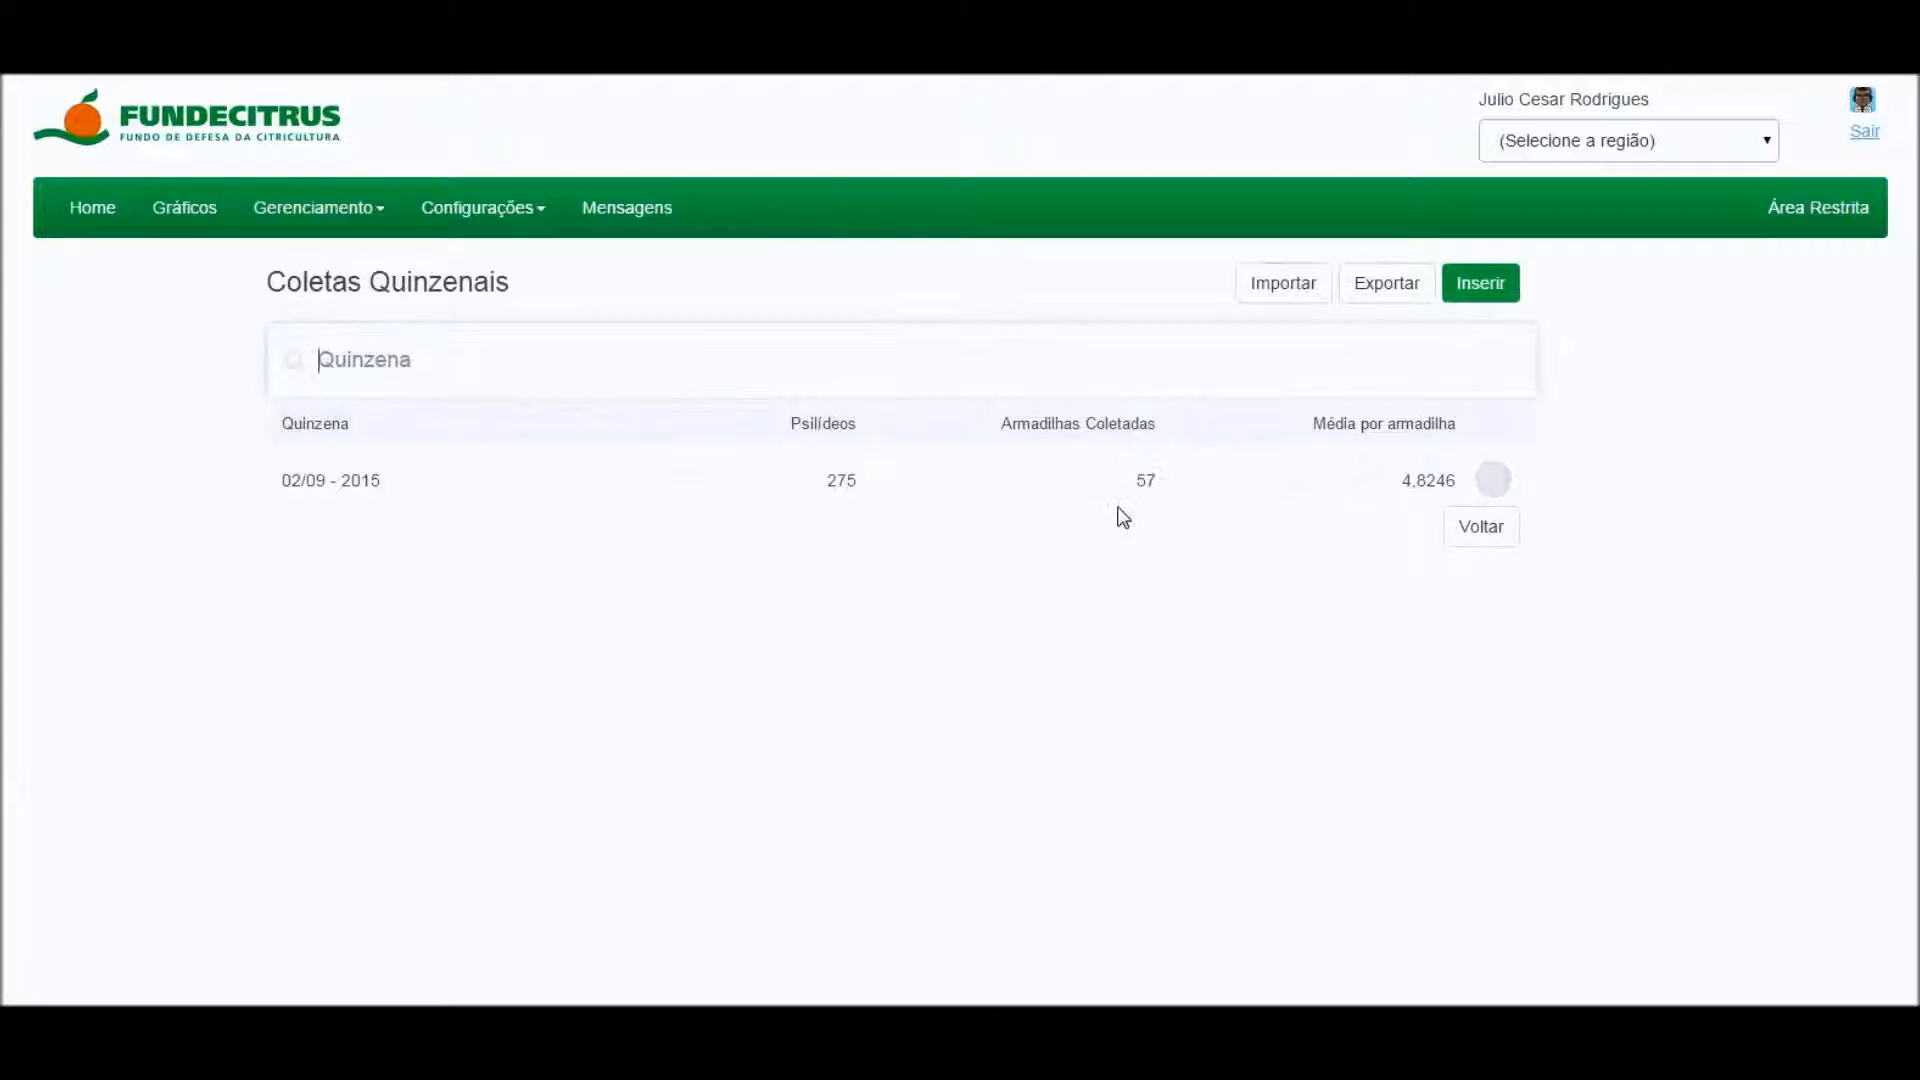 FUNDECITRUS
FUNDO DE DEFESA DA CITRICULTURA
Julio Cesar Rodrigues
(Selecione a região)
Sair
Home Gráficos Gerenciamento Configurações Mensagens Área Restrita
Coletas Quinzenais Importar Exportar Inserir
Quinzena
Quinzena Psilídeos Armadilhas Coletadas Média por armadilha
02/09 - 2015 275 57 4.8246
Voltar